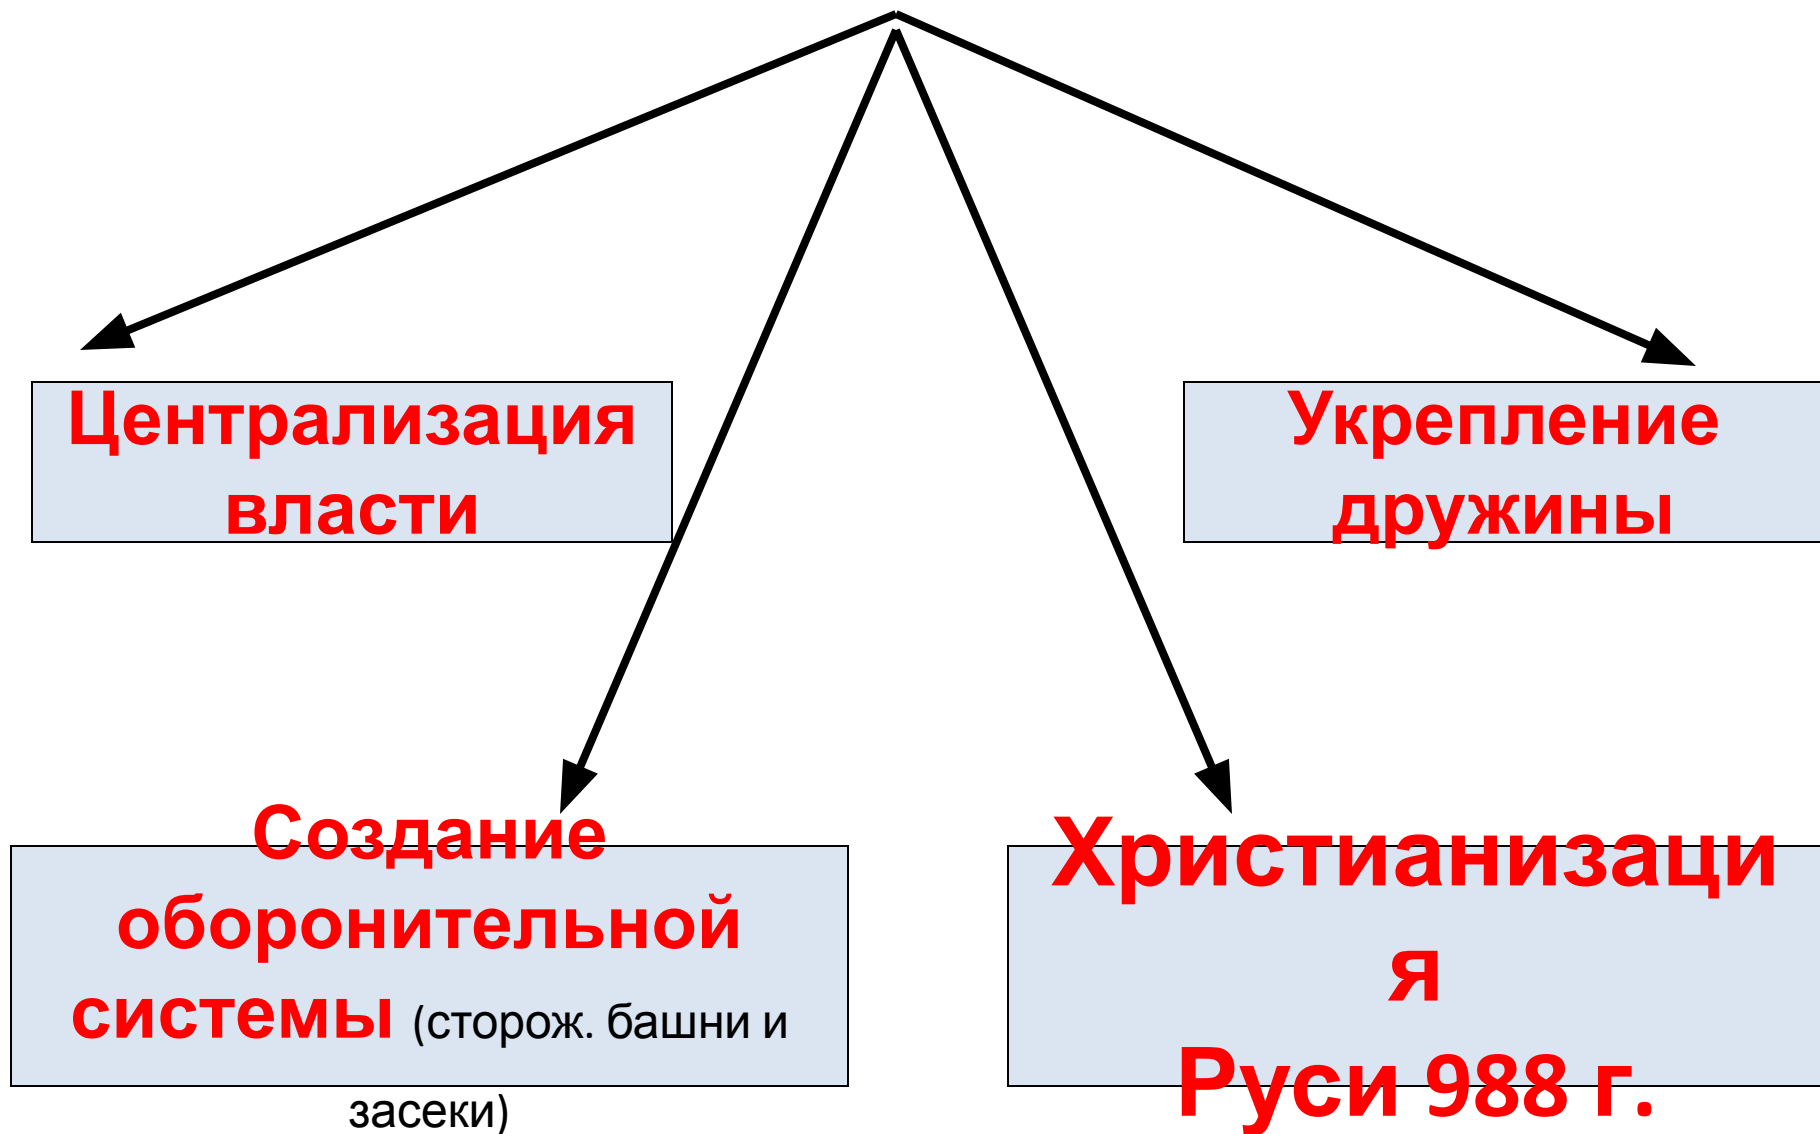 Централизация
власти
Укрепление
дружины
Создание
оборонительной
системы (сторож. башни и
засеки)
Христианизаци
я
Руси 988 г.